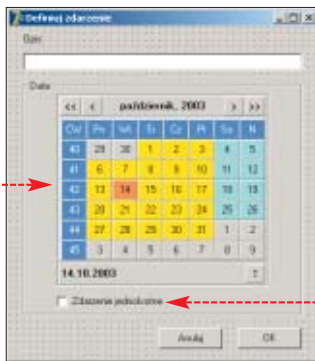 Definiuj zdarzenie
Opis:
Data
<< < październik, 2003 > >>
CW Pn Wt Śr Cz Pt So N
40 29 30 1 2 3 4 5
41 6 7 8 9 10 11 12
42 13 14 15 16 17 18 19
43 20 21 22 23 24 25 26
44 27 28 29 30 31 1 2
45 3 4 5 6 7 8 9
14.10.2003
Zdarzenie jednokrotne
Anuluj OK